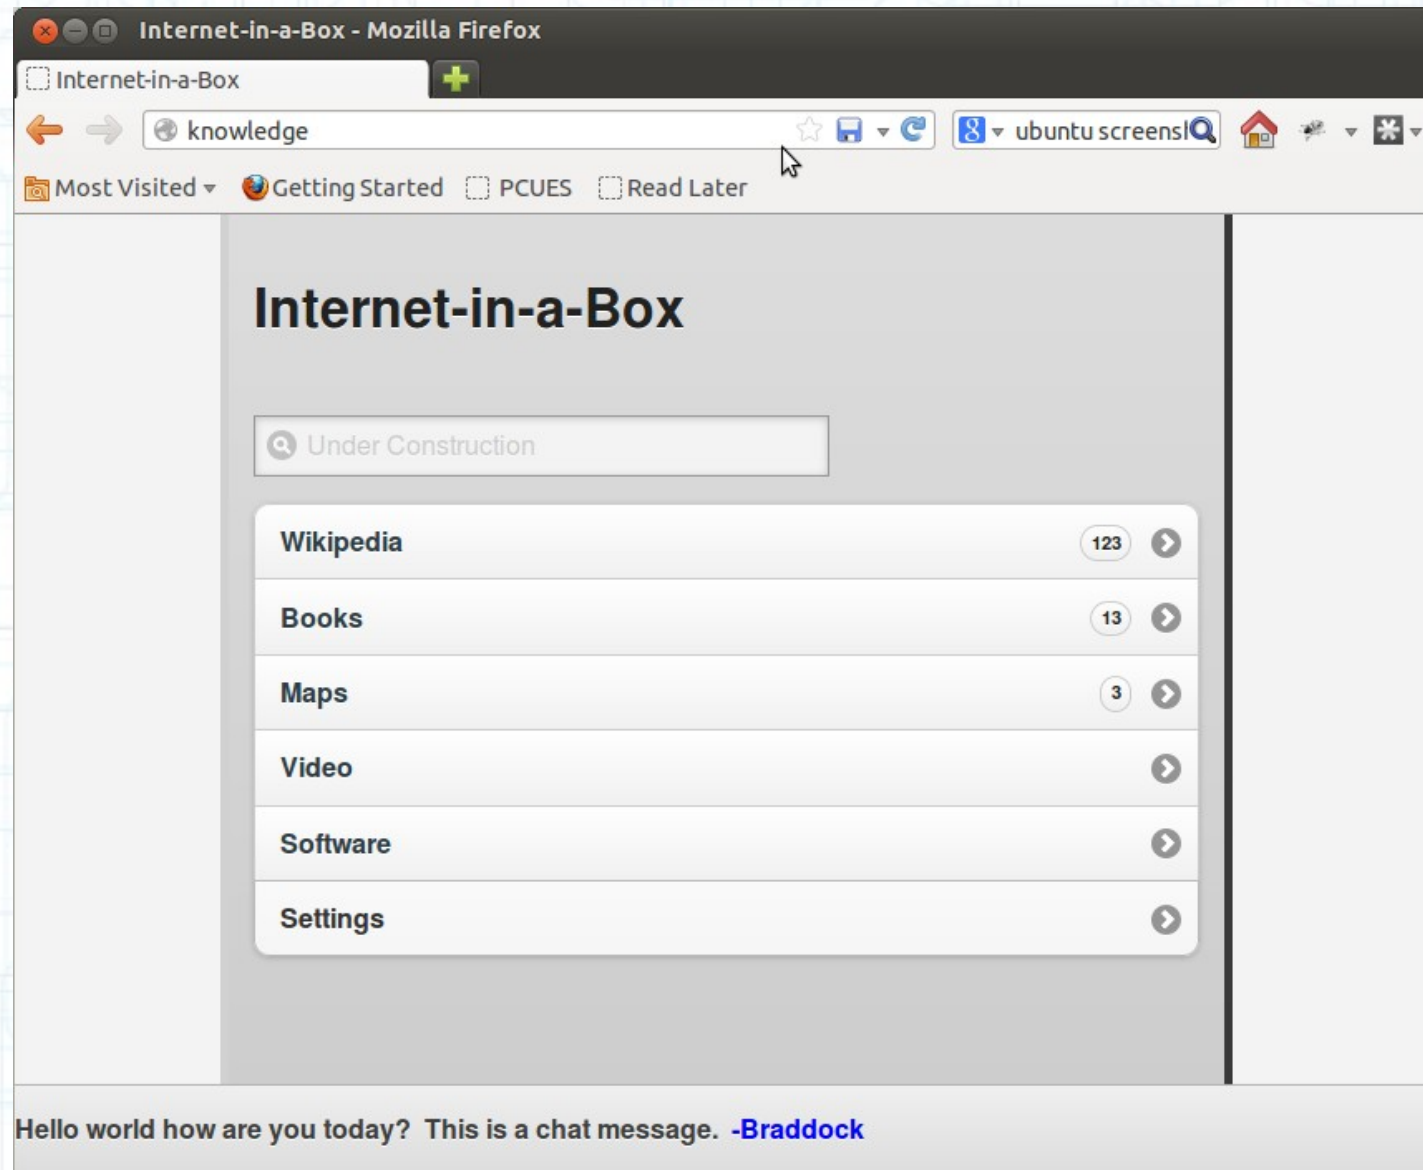 Internet-in-a-Box - Mozilla Firefox
Internet-in-a-Box
knowledge
8 ubuntu screensl
Most Visited Getting Started PCUES Read Later
Internet-in-a-Box
Under Construction
Wikipedia 123
Books 13
Maps 3
Video
Software
Settings
Hello world how are you today?  This is a chat message.  -Braddock